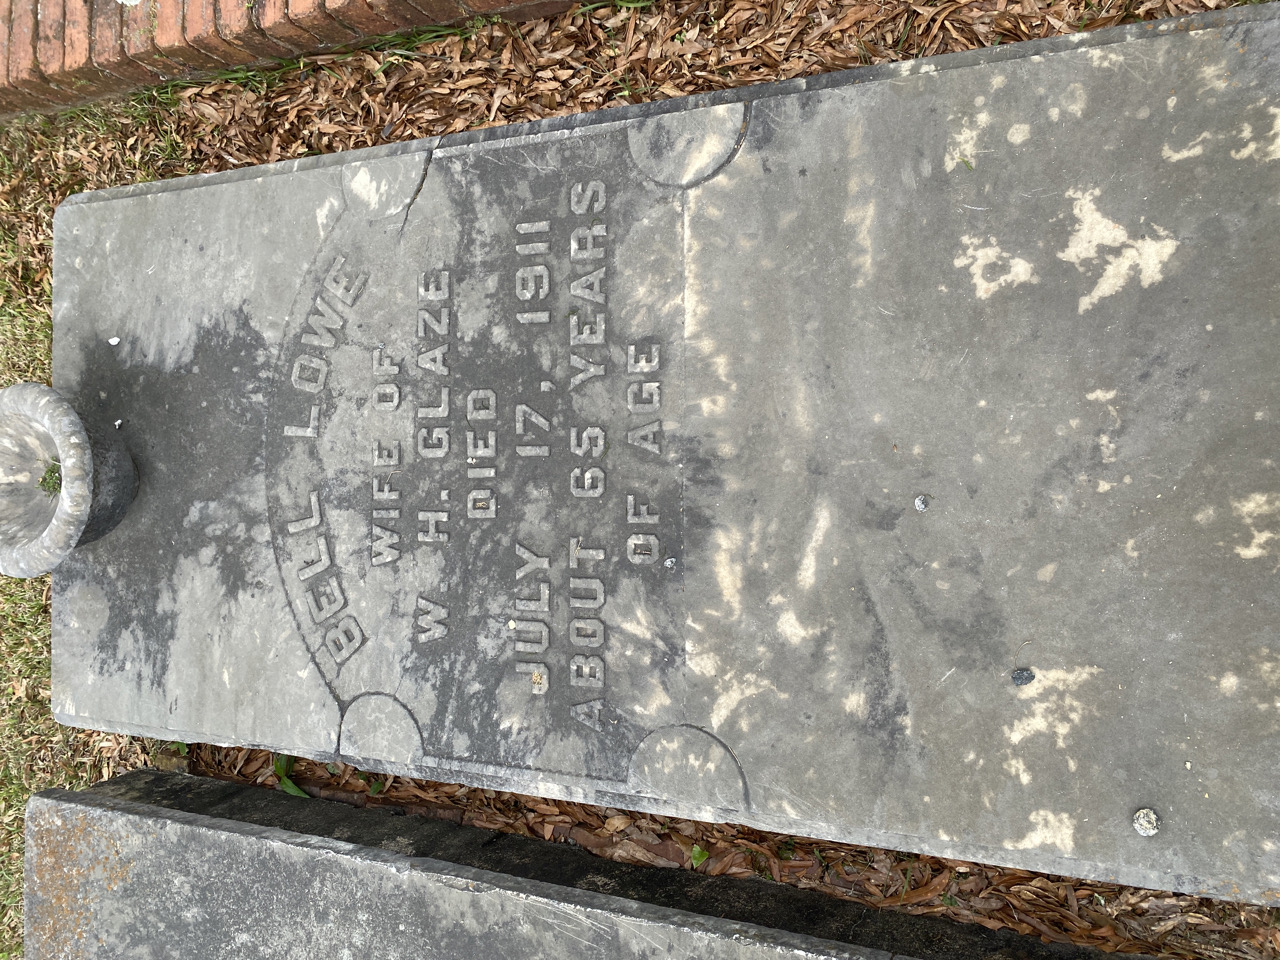 BELL LOWE
WIFE OF
W. H. GLAZE
DIED
JULY 17, 1911
ABOUT 65 YEARS
OF AGE